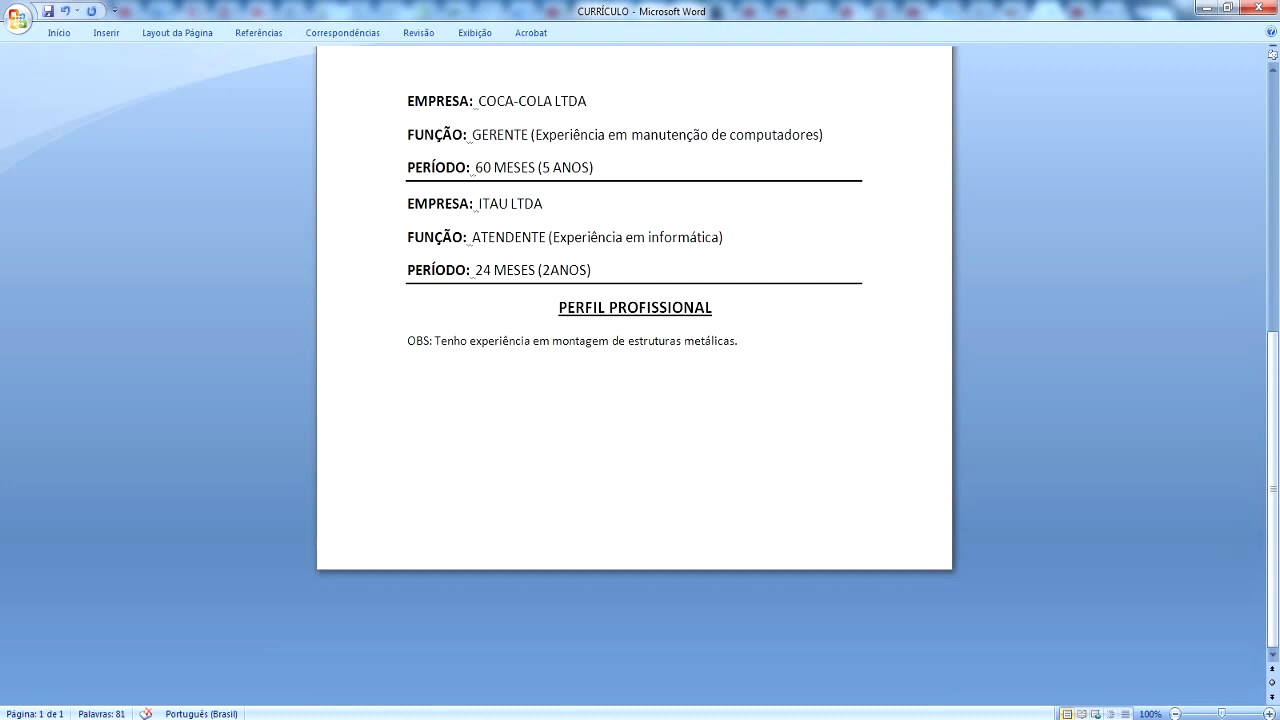 CURRÍCULO - Microsoft Word
Início Inserir Layout da Página Referências Correspondências Revisão Exibição Acrobat
EMPRESA: COCA-COLA LTDA
FUNÇÃO: GERENTE (Experiência em manutenção de computadores)
PERÍODO: 60 MESES (5 ANOS)
EMPRESA: ITAU LTDA
FUNÇÃO: ATENDENTE (Experiência em informática)
PERÍODO: 24 MESES (2ANOS)
PERFIL PROFISSIONAL
OBS: Tenho experiência em montagem de estruturas metálicas.
Página: 1 de 1 Palavras: 81 Português (Brasil) 100%